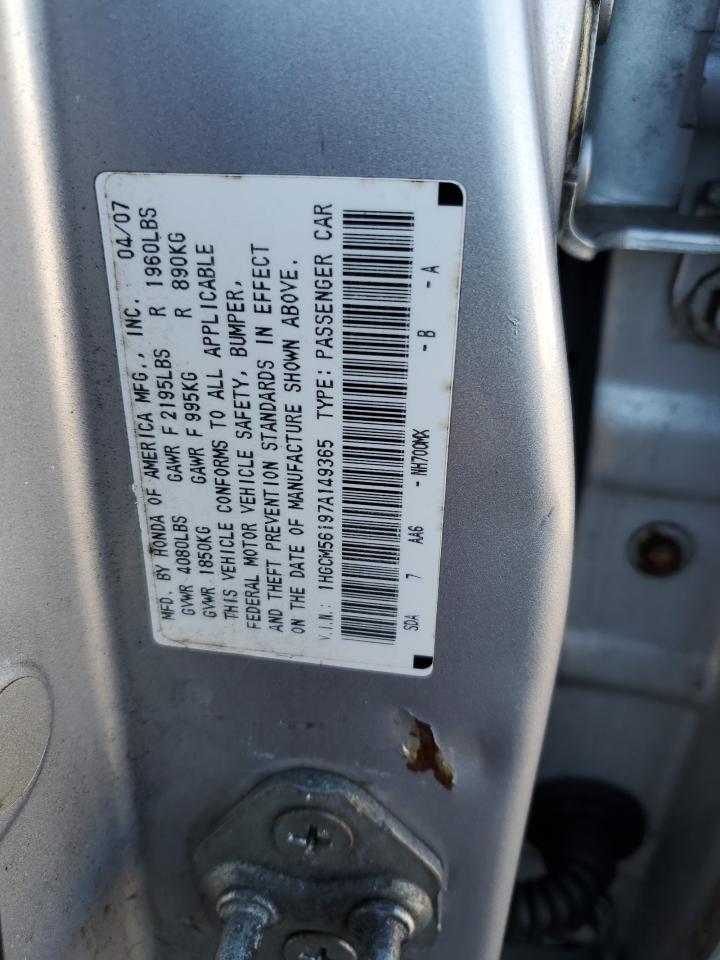 MFD. BY HONDA OF AMERICA MFG., INC. 04/07
GVWR 4080LBS GAWR F 2195LBS R 1960LBS
GVWR 1850KG GAWR F 995KG R 890KG
THIS VEHICLE CONFORMS TO ALL APPLICABLE
FEDERAL MOTOR VEHICLE SAFETY, BUMPER,
AND THEFT PREVENTION STANDARDS IN EFFECT
ON THE DATE OF MANUFACTURE SHOWN ABOVE.
V.I.N.: 1HGCM56197A149365 TYPE: PASSENGER CAR
SDA 7 AA6 - NH700MX - B - A